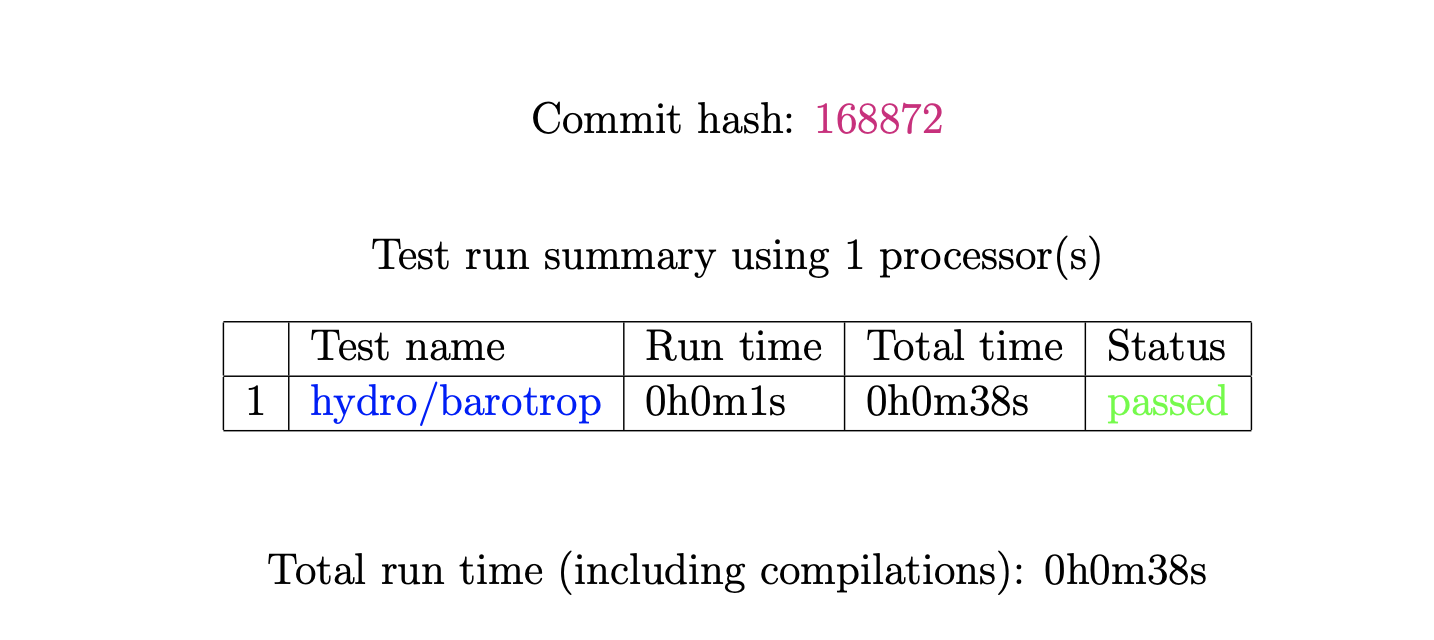 Commit hash: 168872
Test run summary using 1 processor(s)
Test name Run time Total time Status
1 hydro/barotrop 0h0m1s 0h0m38s passed
Total run time (including compilations): 0h0m38s